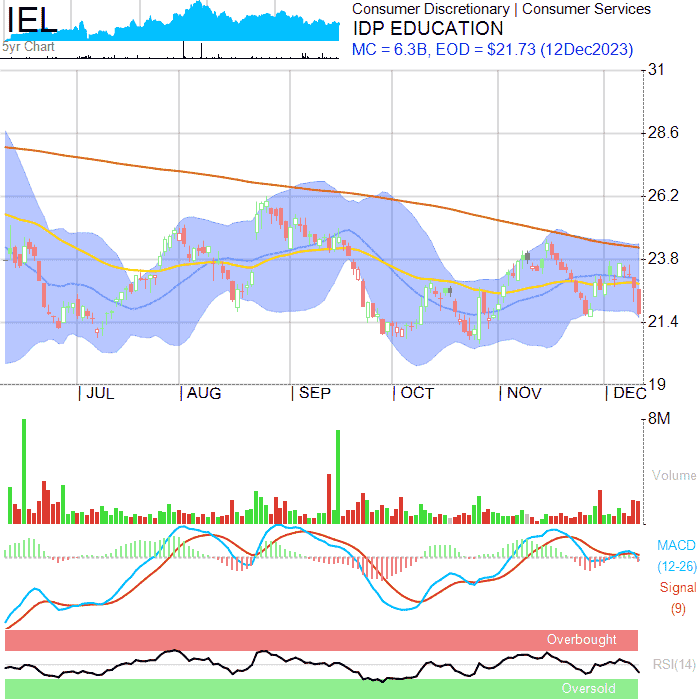 IEL
5yr Chart
Consumer Discretionary | Consumer Services
IDP EDUCATION
MC = 6.3B, EOD = $21.73 (12Dec2023)
31
28.6
26.2
23.8
21.4
19
| JUL | AUG | SEP | OCT | NOV | DEC
8M
Volume
MACD
(12-26)
Signal
(9)
Overbought
RSI(14)
Oversold